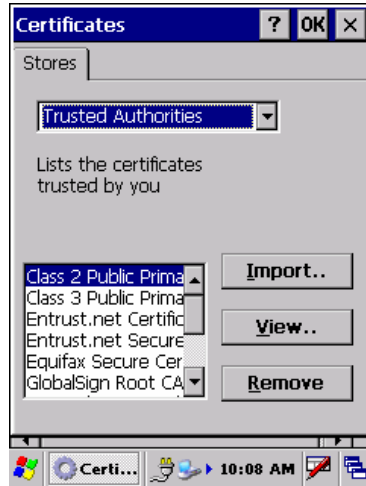 Certificates ? OK ×
Stores
Trusted Authorities
Lists the certificates
trusted by you
Class 2 Public Prima
Class 3 Public Prima
Entrust.net Certific
Entrust.net Secure
Equifax Secure Cer
GlobalSign Root CA
Import..
View..
Remove
Certi... 10:08 AM